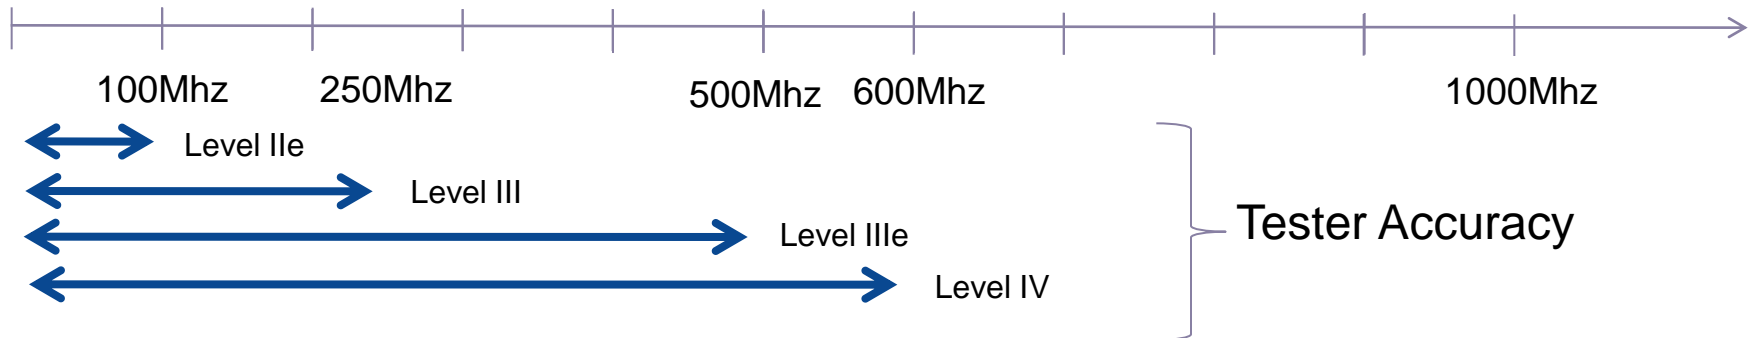 100Mhz 250Mhz 500Mhz 600Mhz 1000Mhz
Level IIe
Level III
Level IIIe
Level IV
Tester Accuracy